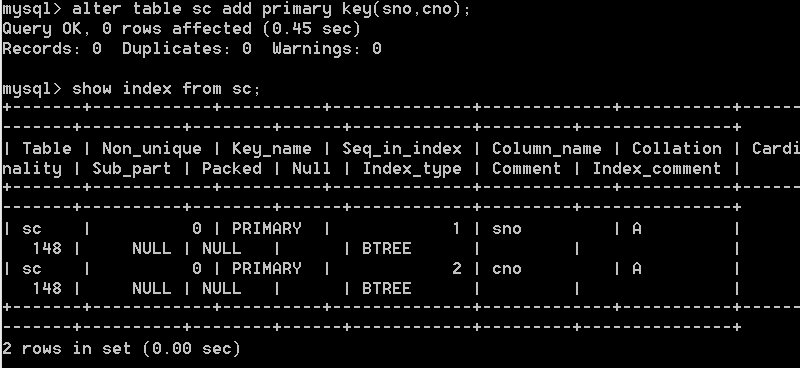 mysql> alter table sc add primary key(sno,cno);
Query OK, 0 rows affected (0.45 sec)
Records: 0  Duplicates: 0  Warnings: 0
mysql> show index from sc;
+-------+------------+----------+--------------+-------------+-----------+------
-------+----------+--------+------+------------+---------+---------------+
| Table | Non_unique | Key_name | Seq_in_index | Column_name | Collation | Cardi
nality | Sub_part | Packed | Null | Index_type | Comment | Index_comment |
+-------+------------+----------+--------------+-------------+-----------+------
-------+----------+--------+------+------------+---------+---------------+
| sc    |          0 | PRIMARY  |            1 | sno         | A         |
   148 |     NULL | NULL   |      | BTREE      |         |               |
| sc    |          0 | PRIMARY  |            2 | cno         | A         |
   148 |     NULL | NULL   |      | BTREE      |         |               |
+-------+------------+----------+--------------+-------------+-----------+------
-------+----------+--------+------+------------+---------+---------------+
2 rows in set (0.00 sec)